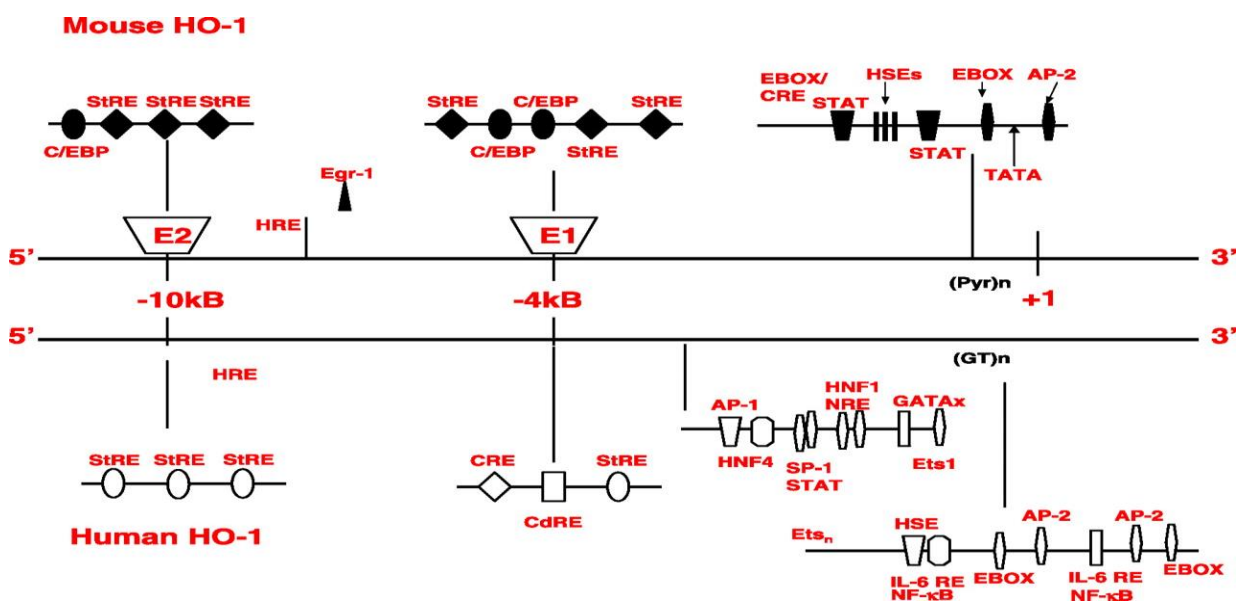 Mouse HO-1
StRE StRE StRE
C/EBP
StRE C/EBP StRE
C/EBP StRE
EBOX/
CRE
STAT
HSEs
EBOX
AP-2
STAT
TATA
Egr-1
HRE
E2
E1
5’ 3’
(Pyr)n
-10kB
-4kB
+1
5’ 3’
(GT)n
HRE
StRE StRE StRE
Human HO-1
CRE
StRE
CdRE
AP-1
HNF1
NRE
GATAx
HNF4
SP-1
STAT
Ets1
Etsₙ
HSE
AP-2
AP-2
IL-6 RE
NF-κB
EBOX
IL-6 RE
NF-κB
EBOX